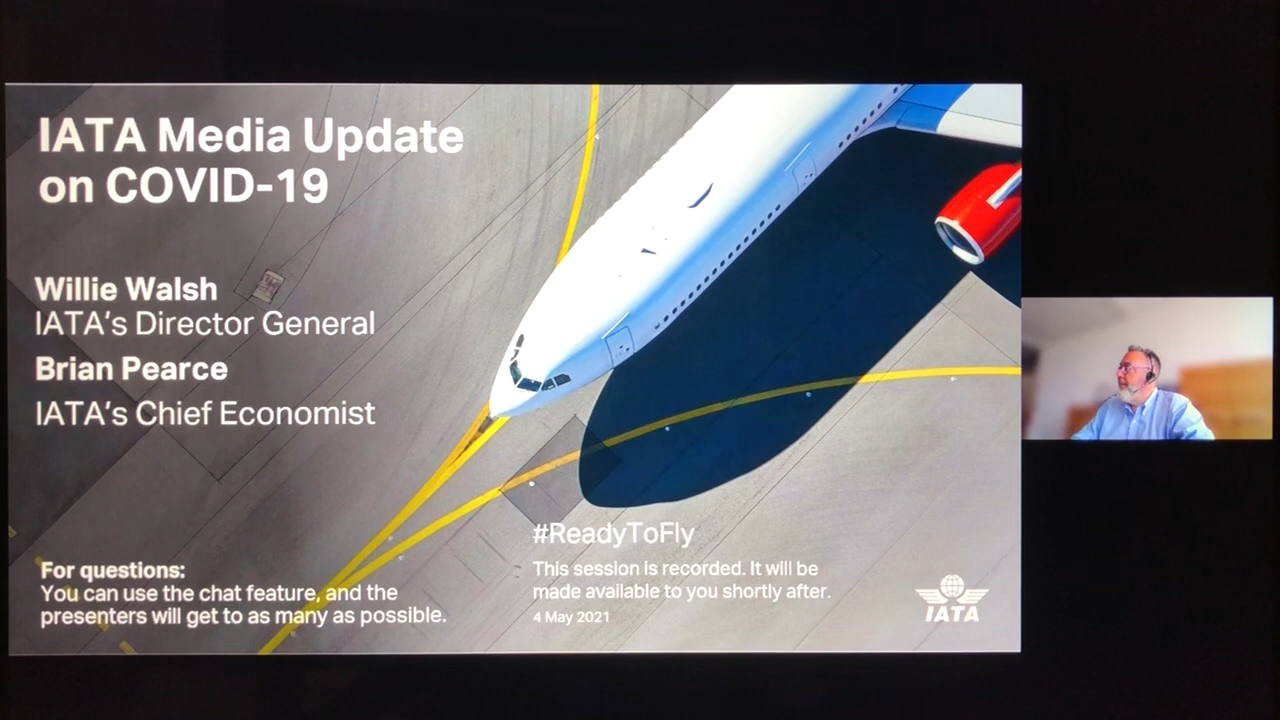 IATA Media Update
on COVID-19
Willie Walsh
IATA's Director General
Brian Pearce
IATA's Chief Economist
For questions:
You can use the chat feature, and the
presenters will get to as many as possible.
#ReadyToFly
This session is recorded. It will be
made available to you shortly after.
4 May 2021
IATA